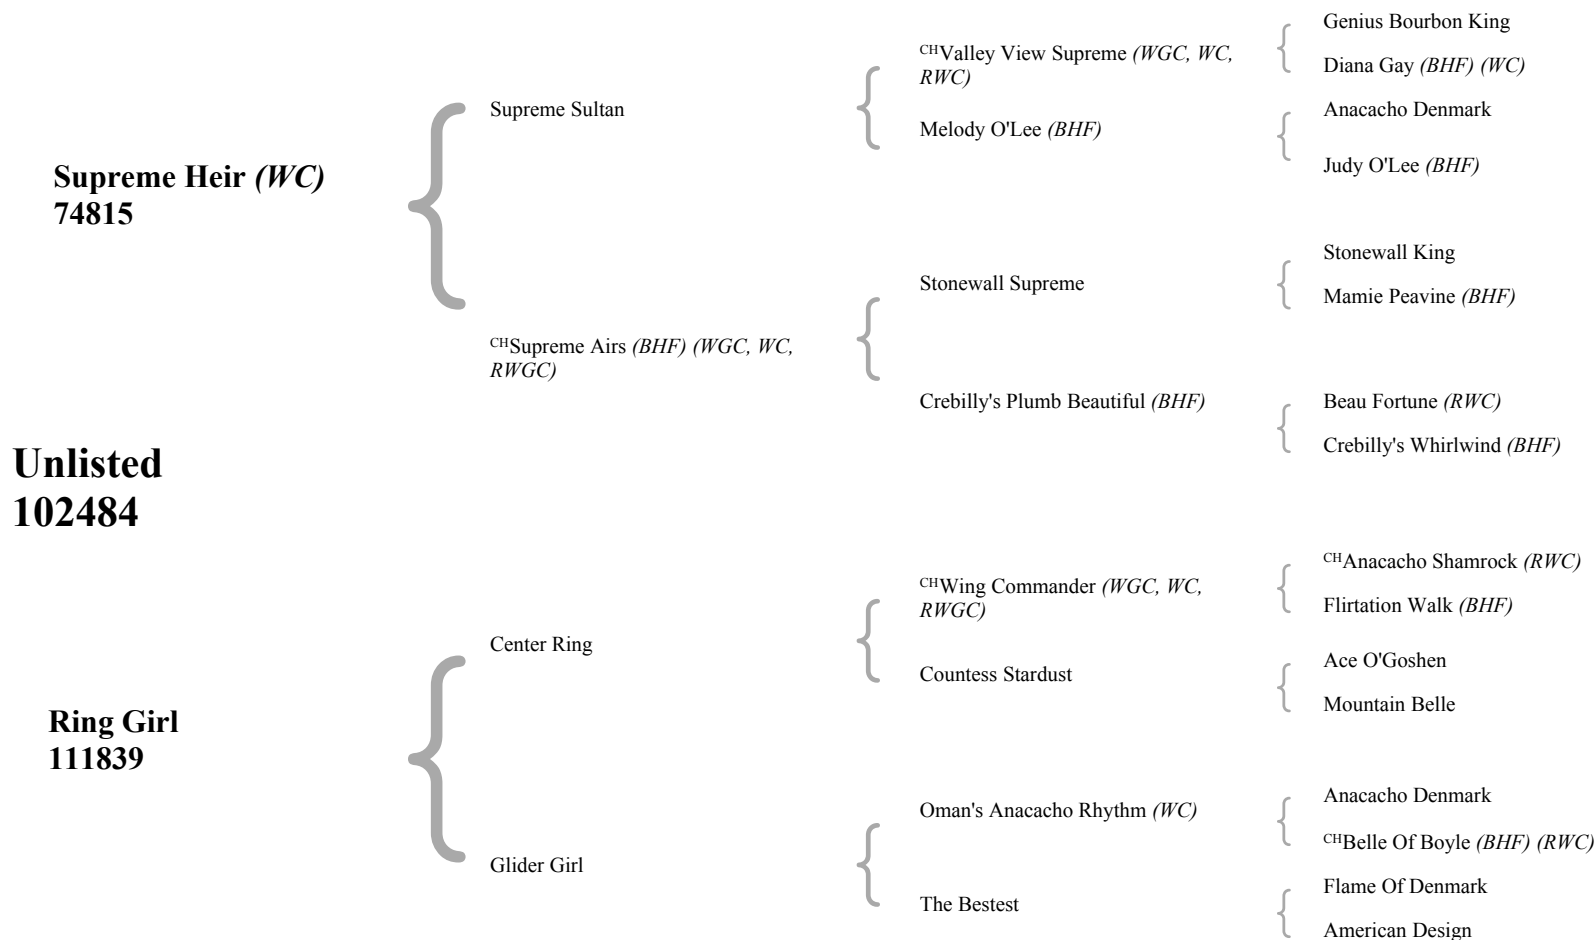 Unlisted
102484
Supreme Heir (WC)
74815
Ring Girl
111839
Supreme Sultan
CHSupreme Airs (BHF) (WGC, WC,
RWGC)
Center Ring
Glider Girl
CHValley View Supreme (WGC, WC,
RWC)
Melody O'Lee (BHF)
Stonewall Supreme
Crebilly's Plumb Beautiful (BHF)
CHWing Commander (WGC, WC,
RWGC)
Countess Stardust
Oman's Anacacho Rhythm (WC)
The Bestest
Genius Bourbon King
Diana Gay (BHF) (WC)
Anacacho Denmark
Judy O'Lee (BHF)
Stonewall King
Mamie Peavine (BHF)
Beau Fortune (RWC)
Crebilly's Whirlwind (BHF)
CHAnacacho Shamrock (RWC)
Flirtation Walk (BHF)
Ace O'Goshen
Mountain Belle
Anacacho Denmark
CHBelle Of Boyle (BHF) (RWC)
Flame Of Denmark
American Design